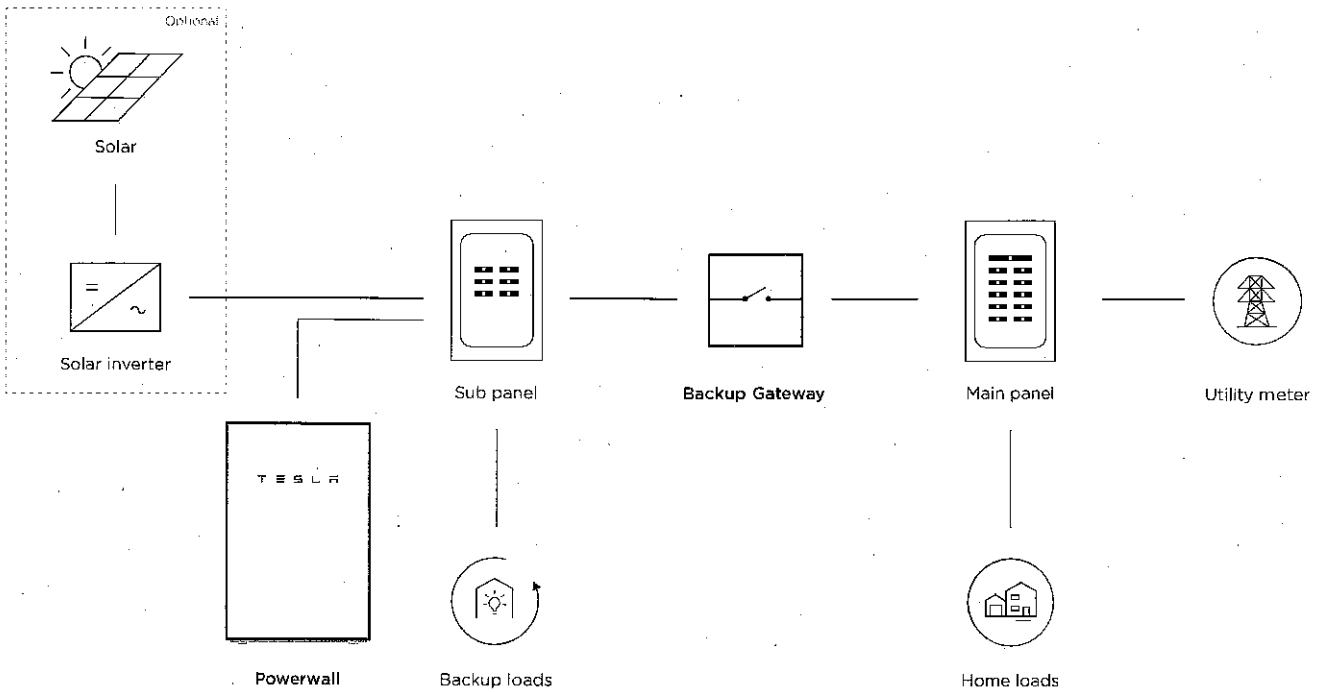 Optional
Solar
Solar inverter
Sub panel
Backup Gateway
Main panel
Utility meter
TESLA
Powerwall
Backup loads
Home loads